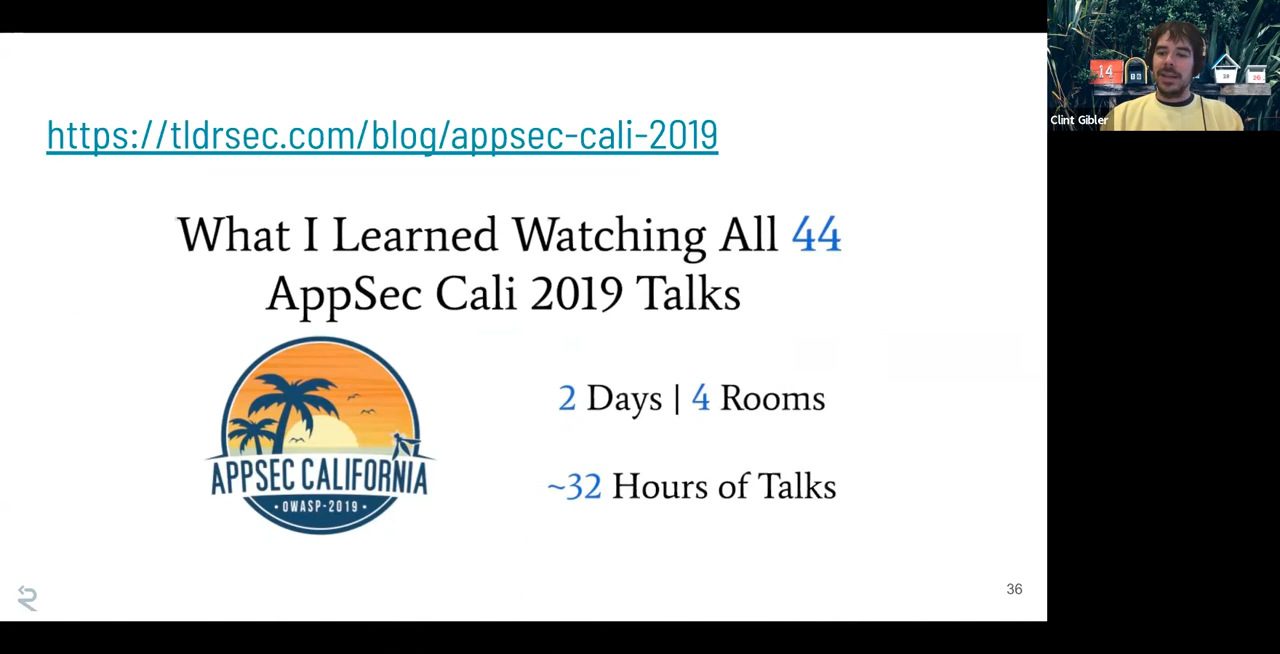 https://tldrsec.com/blog/appsec-cali-2019
What I Learned Watching All 44
AppSec Cali 2019 Talks
2 Days | 4 Rooms
~32 Hours of Talks
APPSEC CALIFORNIA
• OWASP-2019 •
36
14
Clint Gibler